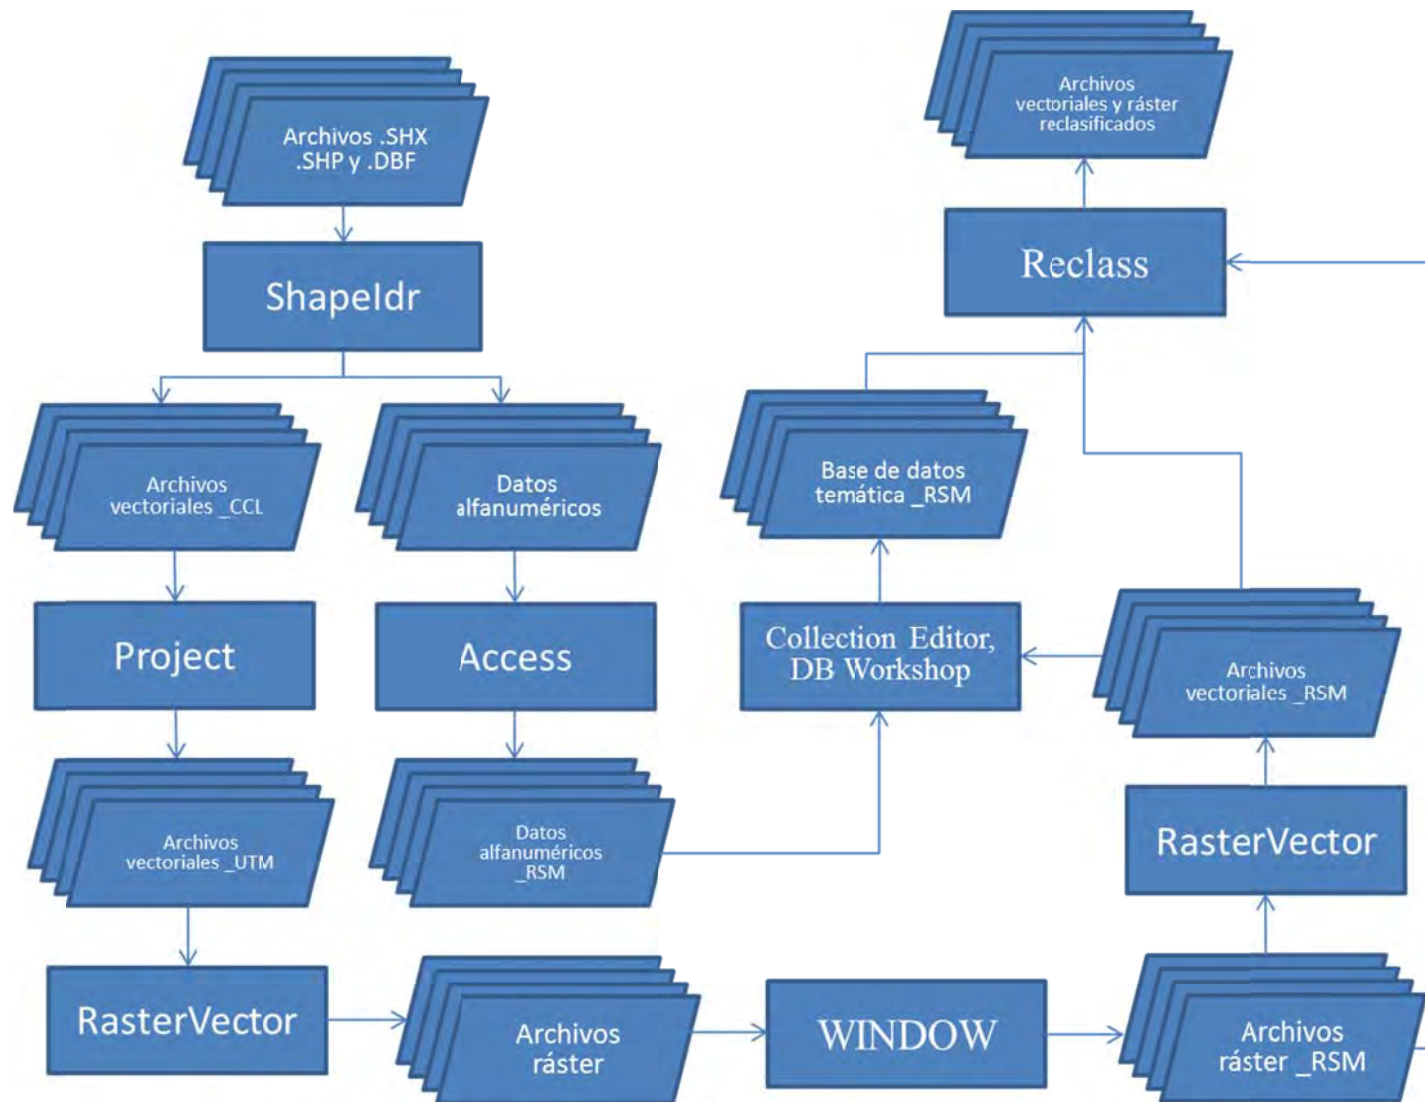 Archivos .SHX
.SHP y .DBF
ShapeIdr
Archivos
vectoriales _CCL
Datos
alfanuméricos
Project
Access
Archivos
vectoriales _UTM
Datos
alfanuméricos
_RSM
RasterVector
Archivos
ráster
WINDOW
Archivos
ráster _RSM
RasterVector
Archivos
vectoriales _RSM
Collection Editor,
DB Workshop
Base de datos
temática _RSM
Reclass
Archivos
vectoriales y ráster
reclasificados